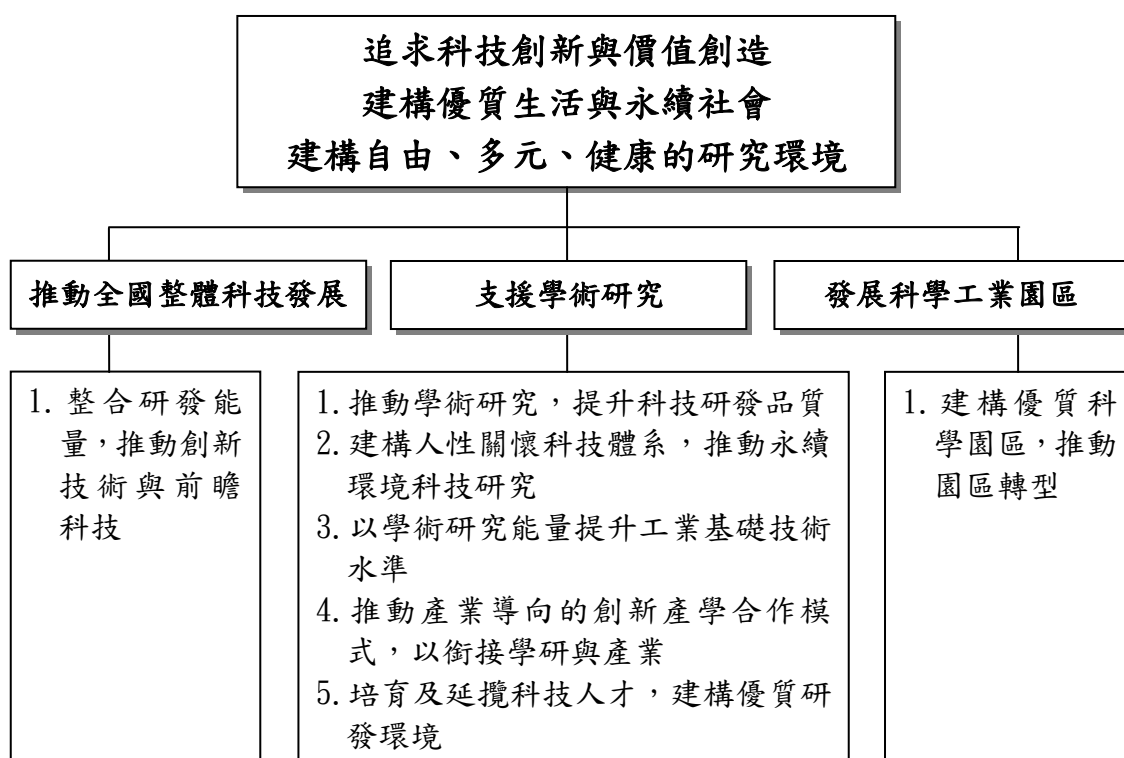 追求科技創新與價值創造
建構優質生活與永續社會
建構自由、多元、健康的研究環境
推動全國整體科技發展
支援學術研究
發展科學工業園區
1. 整合研發能
量，推動創新
技術與前瞻
科技
1. 推動學術研究，提升科技研發品質
2. 建構人性關懷科技體系，推動永續
環境科技研究
3. 以學術研究能量提升工業基礎技術
水準
4. 推動產業導向的創新產學合作模
式，以銜接學研與產業
5. 培育及延攬科技人才，建構優質研
發環境
1. 建構優質科
學園區，推動
園區轉型